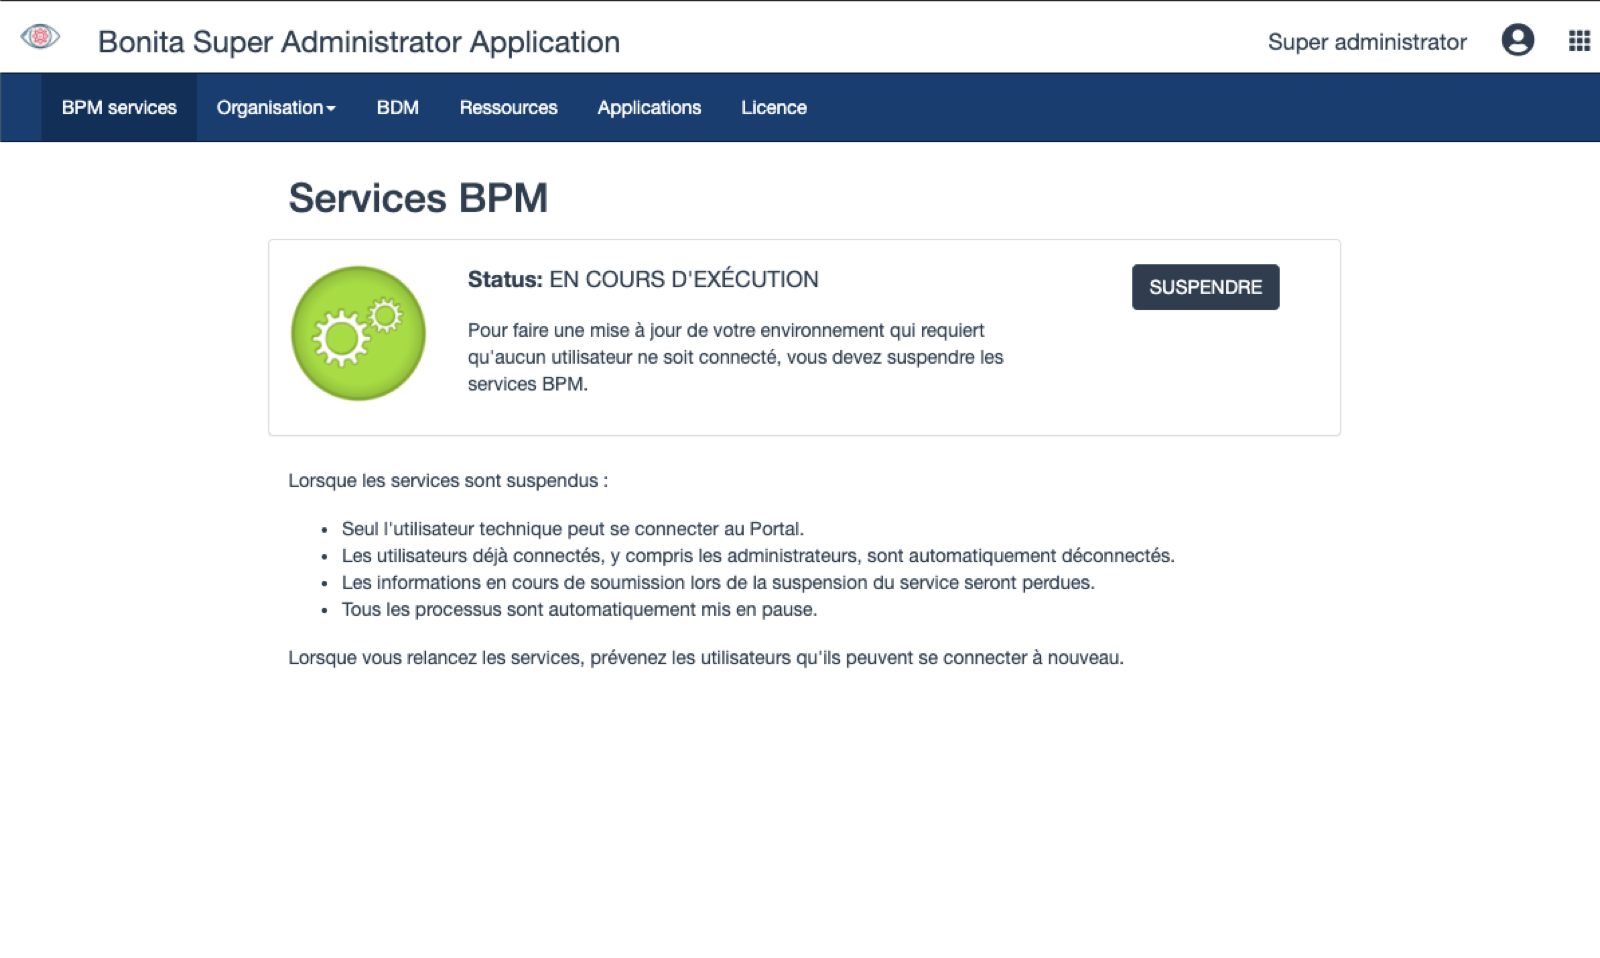 Bonita Super Administrator Application
Super administrator
BPM services
Organisation
BDM
Ressources
Applications
Licence
Services BPM
Status: EN COURS D'EXÉCUTION
SUSPENDRE
Pour faire une mise à jour de votre environnement qui requiert
qu'aucun utilisateur ne soit connecté, vous devez suspendre les
services BPM.
Lorsque les services sont suspendus :
• Seul l'utilisateur technique peut se connecter au Portal.
• Les utilisateurs déjà connectés, y compris les administrateurs, sont automatiquement déconnectés.
• Les informations en cours de soumission lors de la suspension du service seront perdues.
• Tous les processus sont automatiquement mis en pause.
Lorsque vous relancez les services, prévenez les utilisateurs qu'ils peuvent se connecter à nouveau.